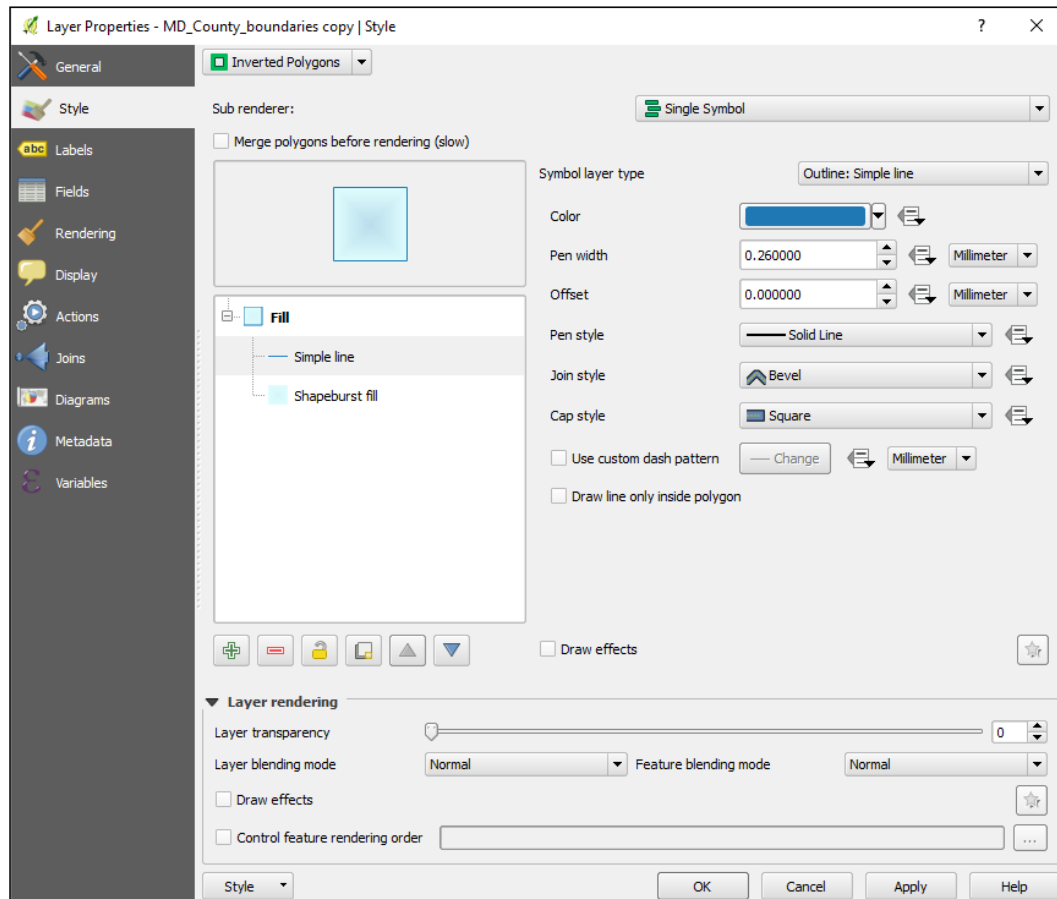 Layer Properties - MD_County_boundaries copy | Style
?
General
Style
abc Labels
Fields
Rendering
Display
Actions
Joins
Diagrams
i Metadata
Variables
Inverted Polygons
Sub renderer:
Single Symbol
Merge polygons before rendering (slow)
Fill
Simple line
Shapeburst fill
Symbol layer type
Outline: Simple line
Color
Pen width
0.260000
Millimeter
Offset
0.000000
Millimeter
Pen style
Solid Line
Join style
Bevel
Cap style
Square
Use custom dash pattern
Change
Millimeter
Draw line only inside polygon
Draw effects
Layer rendering
Layer transparency
0
Layer blending mode
Normal
Feature blending mode
Normal
Draw effects
Control feature rendering order
...
Style
OK
Cancel
Apply
Help